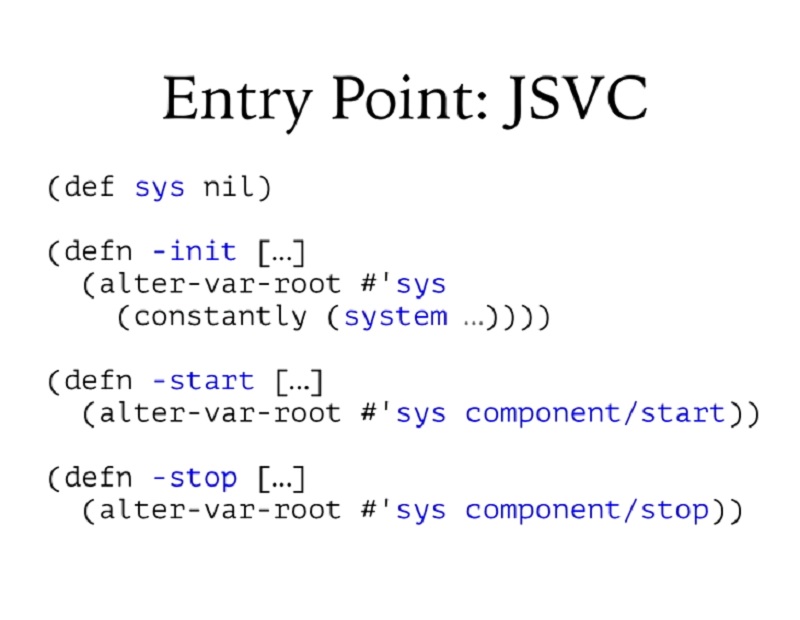 Entry Point: JSVC
(def sys nil)
(defn -init […]
(alter-var-root #'sys
(constantly (system …))))
(defn -start […]
(alter-var-root #'sys component/start))
(defn -stop […]
(alter-var-root #'sys component/stop))